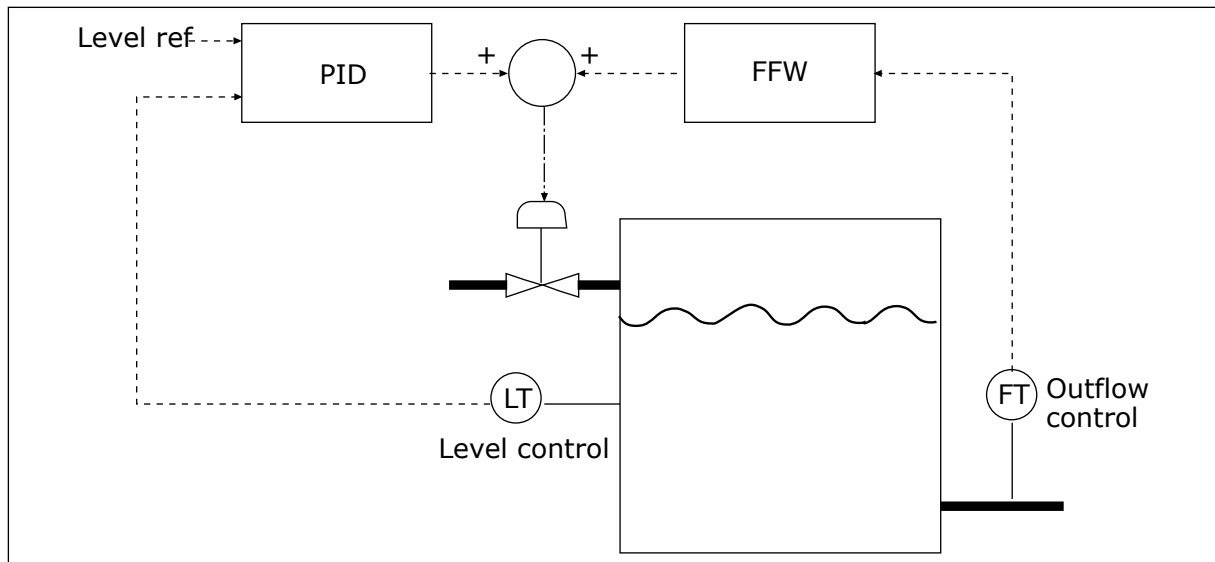 Level ref
PID
+
+
FFW
LT
Level control
FT
Outflow
control